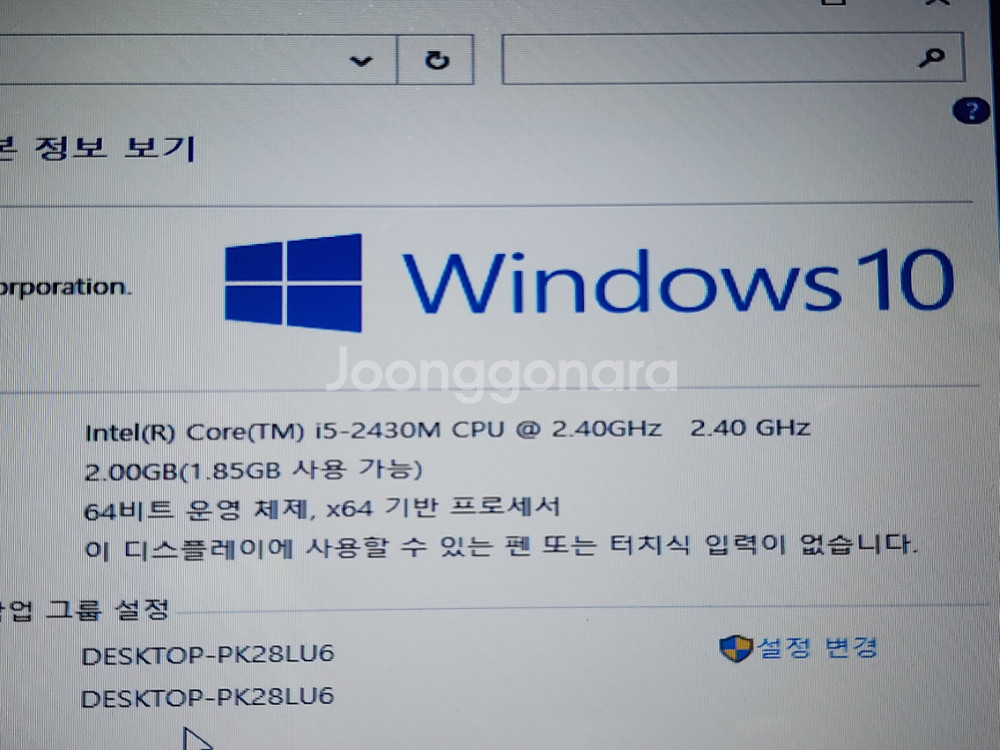 정보 보기
Windows 10
Joonggonara
Intel(R) Core(TM) i5-2430M CPU @ 2.40GHz 2.40 GHz
2.00GB(1.85GB 사용 가능)
64비트 운영 체제, x64 기반 프로세서
이 디스플레이에 사용할 수 있는 펜 또는 터치식 입력이 없습니다.
그룹 설정
DESKTOP-PK28LU6 설정 변경
DESKTOP-PK28LU6